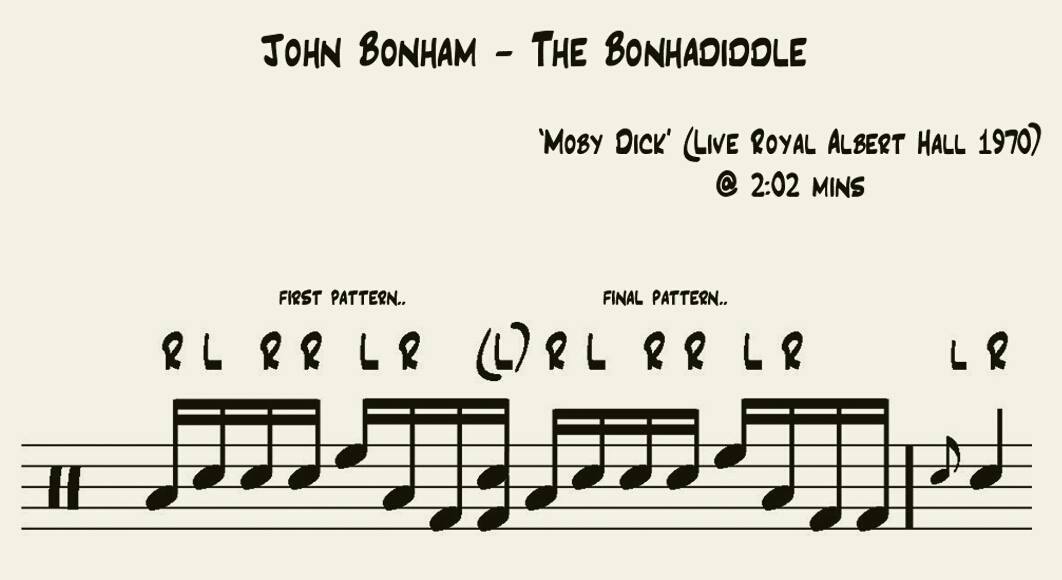 John Bonham - The Bonhadiddle
'Moby Dick' (Live Royal Albert Hall 1970)
@ 2:02 mins
first pattern.. final pattern..
R L R R L R (L) R L R R L R L R